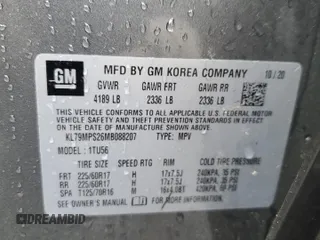 GM
MFD BY GM KOREA COMPANY 10/20
GVWR GAWR FRT GAWR RR
4189 LB 2336 LB 2336 LB
THIS VEHICLE CONFORMS TO ALL APPLICABLE
U.S. FEDERAL MOTOR VEHICLE SAFETY, BUMPER,
AND THEFT PREVENTION STANDARDS IN EFFECT ON
THE DATE OF MANUFACTURE SHOWN ABOVE.
KL79MPS26MB088207 TYPE: MPV
MODEL: 1TU56
TIRE SIZE SPEED RTG RIM COLD TIRE PRESSURE
FRT 225/60R17 H 17x7.5J 240KPA, 35 PSI
RR 225/60R17 H 17x7.5J 240KPA, 35 PSI
SPA T125/70R16 M 420KPA, 60 PSI
SEE OWNER'S MANUAL FOR ADDITIONAL INFORMATION.
DREAMBID